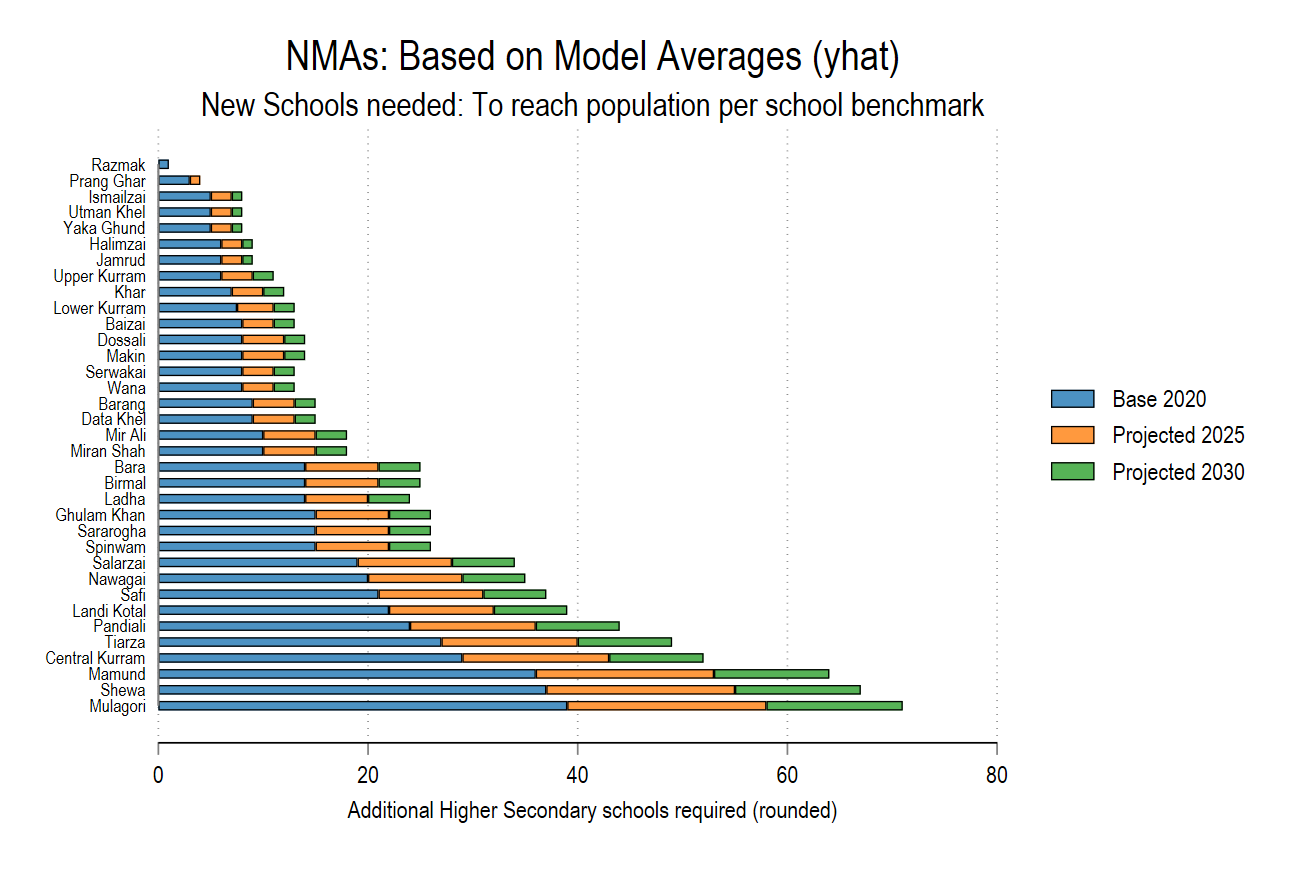 NMAs: Based on Model Averages (yhat)
New Schools needed: To reach population per school benchmark
Razmak
Prang Ghar
Ismailzai
Utman Khel
Yaka Ghund
Halimzai
Jamrud
Upper Kurram
Khar
Lower Kurram
Baizai
Dossali
Makin
Serwakai
Wana
Barang
Data Khel
Mir Ali
Miran Shah
Bara
Birmal
Ladha
Ghulam Khan
Sararogha
Spinwam
Salarzai
Nawagai
Safi
Landi Kotal
Pandiali
Tiarza
Central Kurram
Mamund
Shewa
Mulagori
0 20 40 60 80
Additional Higher Secondary schools required (rounded)
Base 2020
Projected 2025
Projected 2030